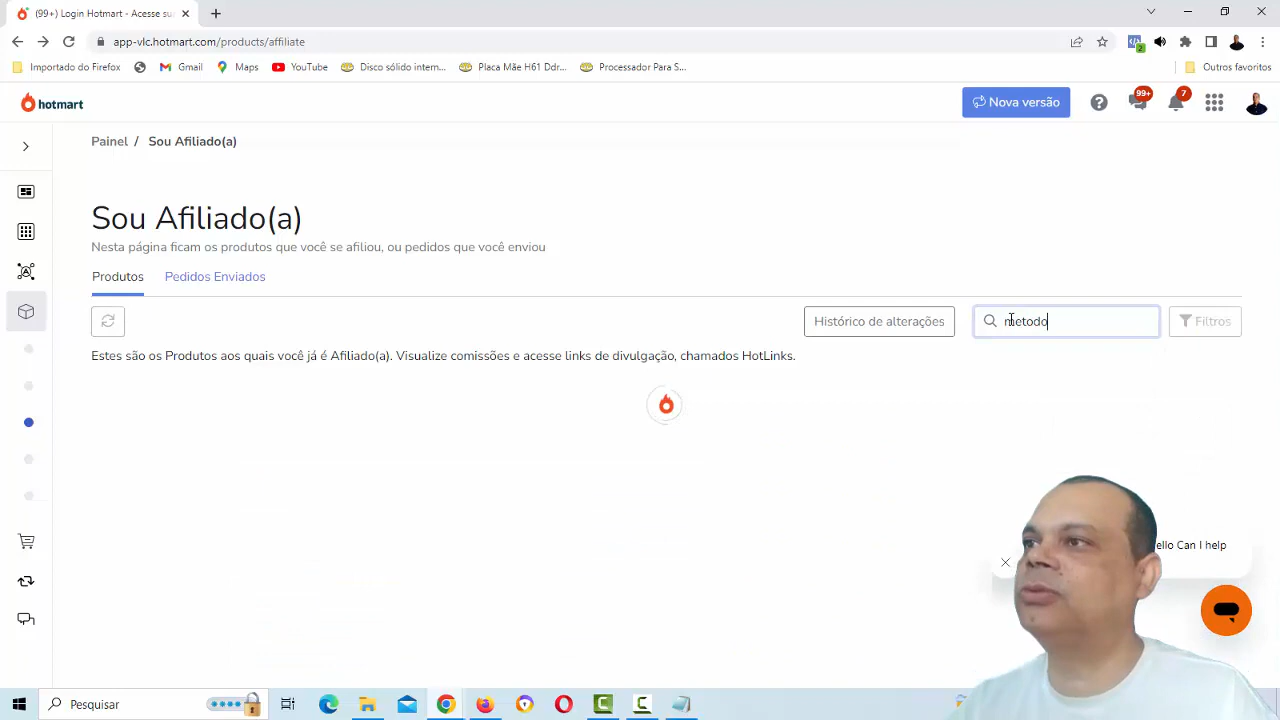 (99+) Login Hotmart - Acesse su
app-vlc.hotmart.com/products/affiliate
Importado do Firefox
Gmail
Maps
YouTube
Disco sólido intern...
Placa Mãe H61 Ddr...
Processador Para S...
Outros favoritos
2
hotmart
Nova versão
99+
7
Painel / Sou Afiliado(a)
Sou Afiliado(a)
Nesta página ficam os produtos que você se afiliou, ou pedidos que você enviou
Produtos
Pedidos Enviados
Histórico de alterações
metodo
Filtros
Estes são os Produtos aos quais você já é Afiliado(a). Visualize comissões e acesse links de divulgação, chamados HotLinks.
Can I help
Pesquisar